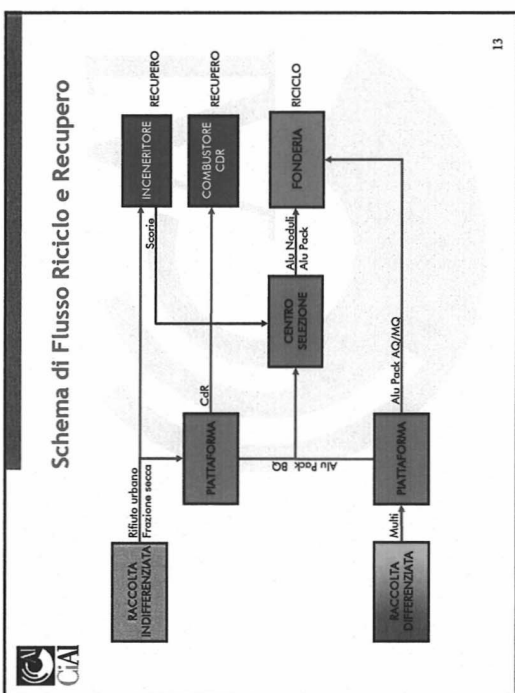 CiAl
Schema di Flusso Riciclo e Recupero
RACCOLTA
INDIFFERENZIATA
Rifiuto urbano
Frazione secca
INCENERITORE
RECUPERO
Scorie
PIATTAFORMA
CdR
COMBUSTORE
CDR
RECUPERO
Alu Pack BQ
CENTRO
SELEZIONE
Alu Noduli
Alu Pack
FONDERIA
RICICLO
RACCOLTA
DIFFERENZIATA
Multi
PIATTAFORMA
Alu Pack AQ/MQ
13